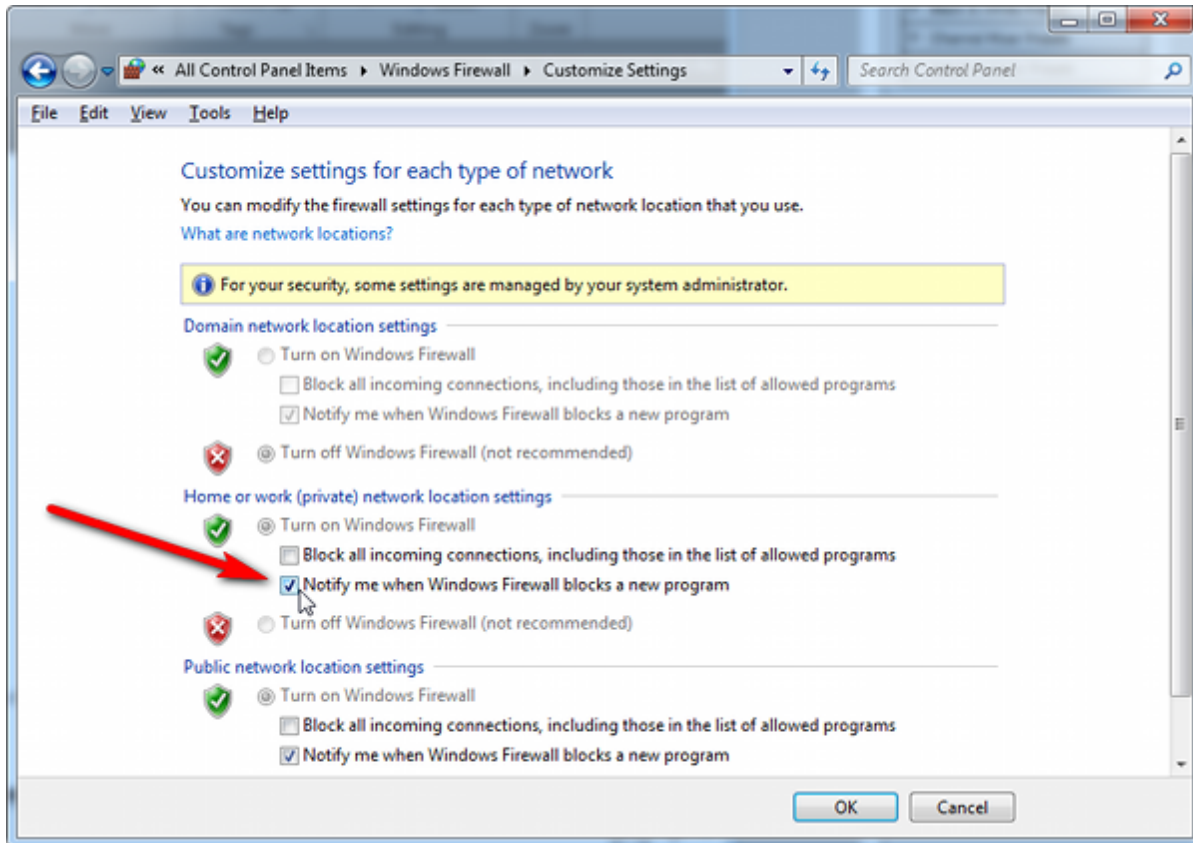 « All Control Panel Items ▸ Windows Firewall ▸ Customize Settings
Search Control Panel
File Edit View Tools Help
Customize settings for each type of network
You can modify the firewall settings for each type of network location that you use.
What are network locations?
For your security, some settings are managed by your system administrator.
Domain network location settings
Turn on Windows Firewall
Block all incoming connections, including those in the list of allowed programs
Notify me when Windows Firewall blocks a new program
Turn off Windows Firewall (not recommended)
Home or work (private) network location settings
Turn on Windows Firewall
Block all incoming connections, including those in the list of allowed programs
Notify me when Windows Firewall blocks a new program
Turn off Windows Firewall (not recommended)
Public network location settings
Turn on Windows Firewall
Block all incoming connections, including those in the list of allowed programs
Notify me when Windows Firewall blocks a new program
OK Cancel